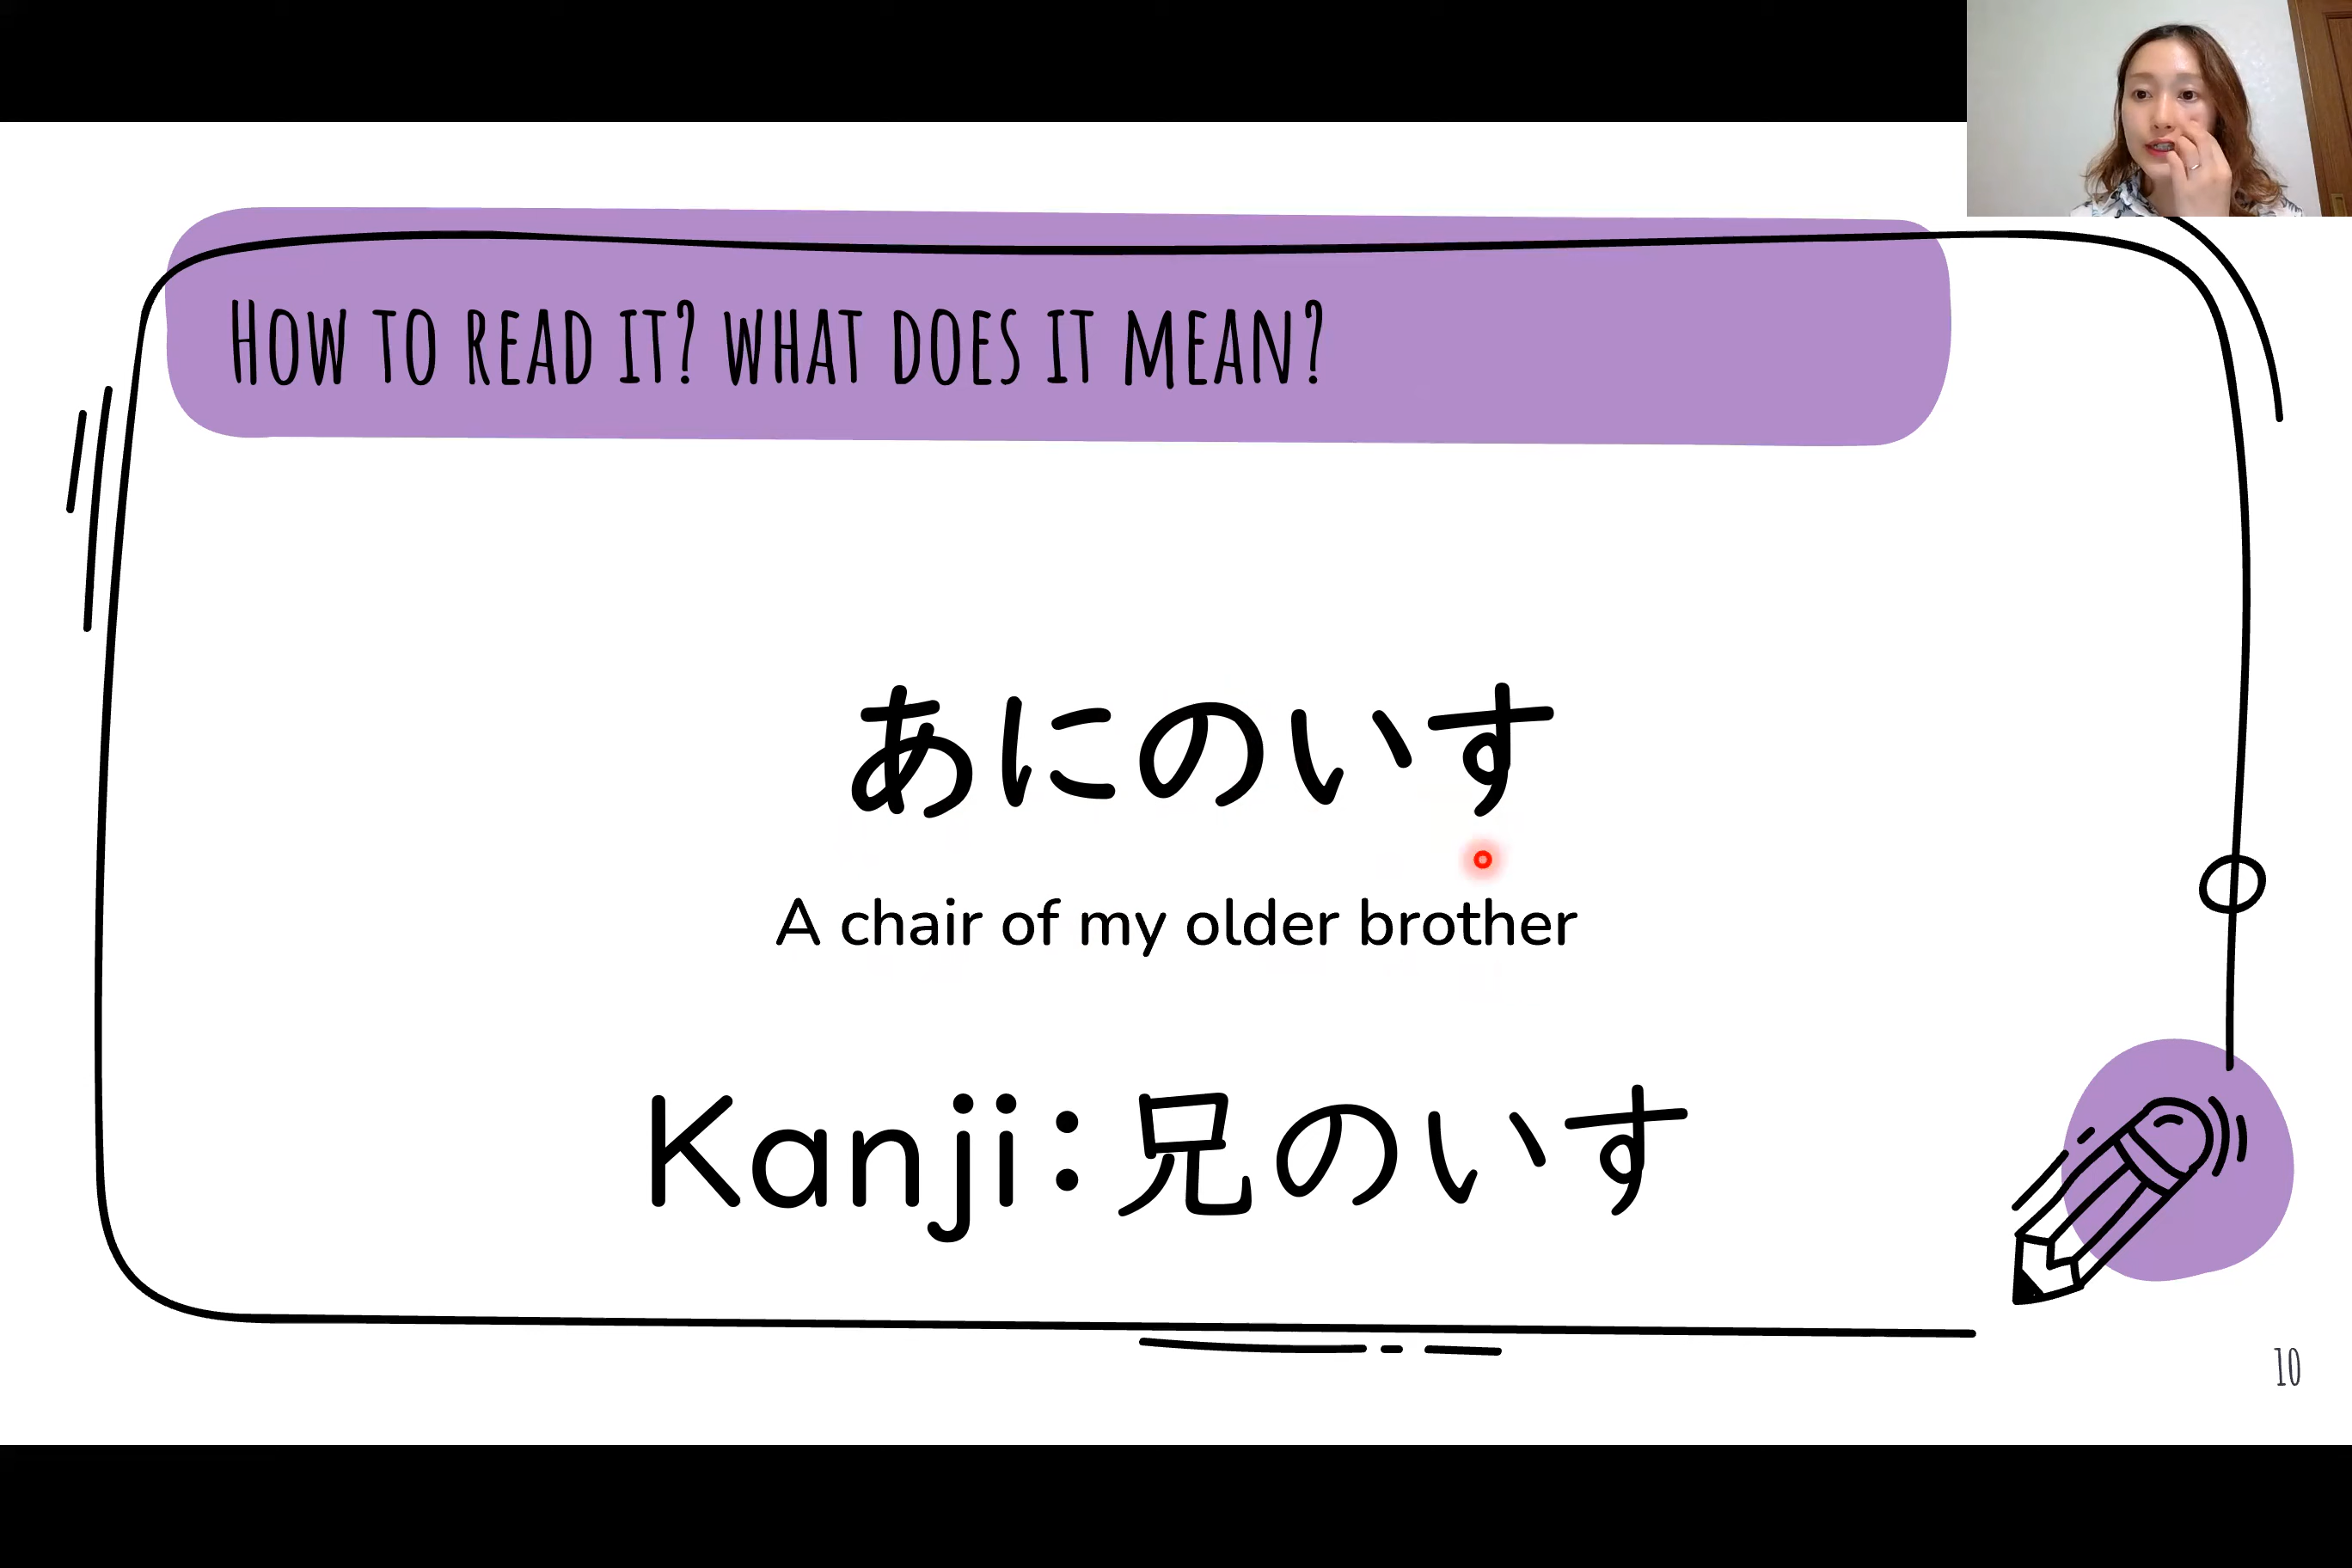 How to read it? what does it mean?
あにのいす
A chair of my older brother
Kanji：兄のいす
10